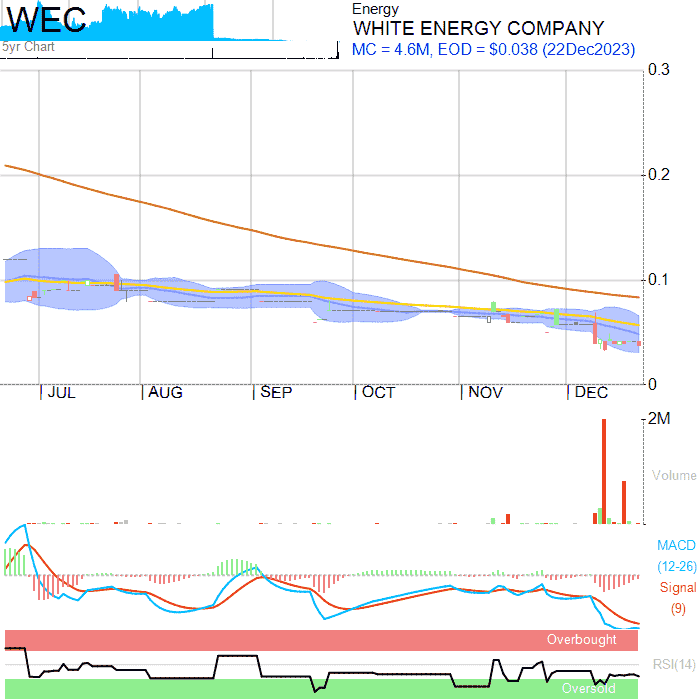 WEC
5yr Chart
Energy
WHITE ENERGY COMPANY
MC = 4.6M, EOD = $0.038 (22Dec2023)
0.3
0.2
0.1
0
JUL AUG SEP OCT NOV DEC
2M
Volume
MACD
(12-26)
Signal
(9)
Overbought
RSI(14)
Oversold